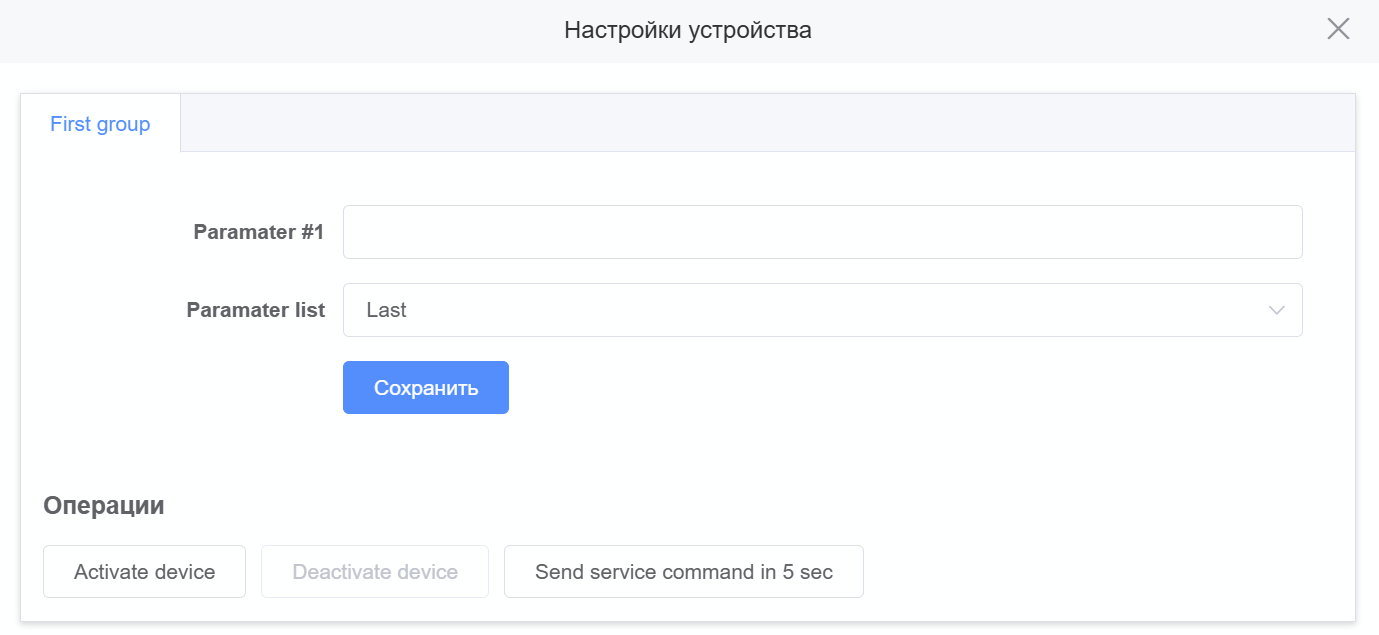 Настройки устройства
First group
Paramater #1
Paramater list Last
Сохранить
Операции
Activate device Deactivate device Send service command in 5 sec